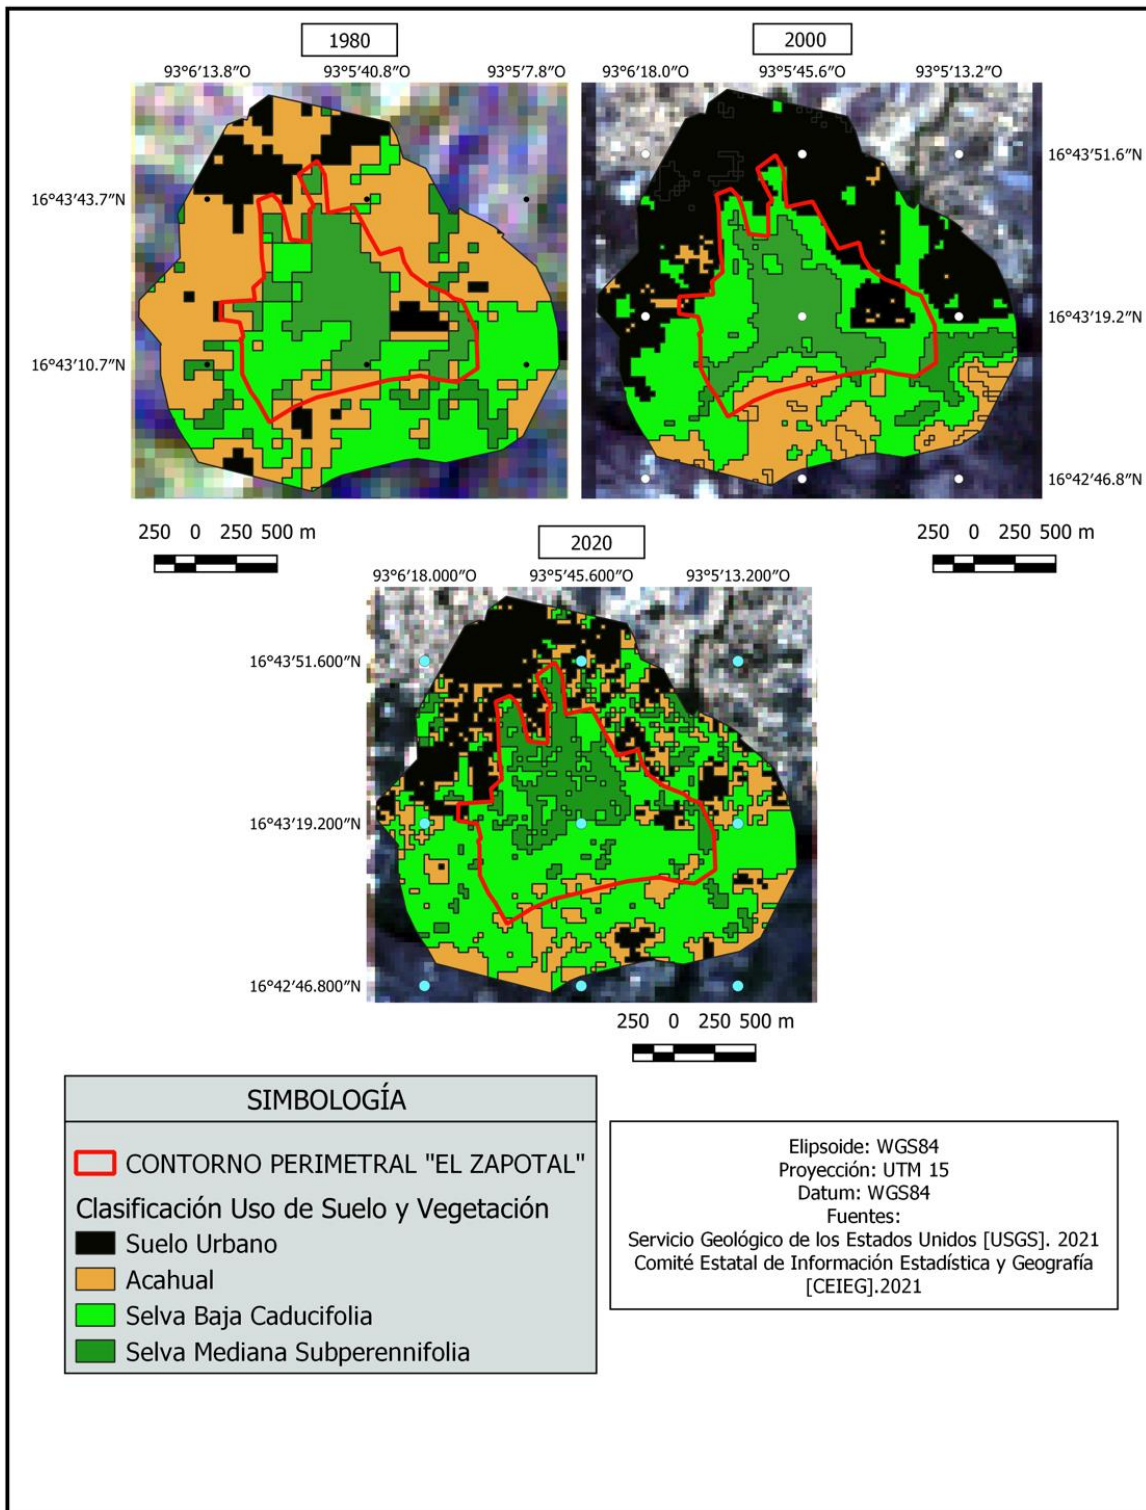 1980
93°6′13.8″O 93°5′40.8″O 93°5′7.8″O
16°43′43.7″N
16°43′10.7″N
250 0 250 500 m
2000
93°6′18.0″O 93°5′45.6″O 93°5′13.2″O
16°43′51.6″N
16°43′19.2″N
16°42′46.8″N
250 0 250 500 m
2020
93°6′18.000″O 93°5′45.600″O 93°5′13.200″O
16°43′51.600″N
16°43′19.200″N
16°42′46.800″N
250 0 250 500 m
SIMBOLOGÍA
CONTORNO PERIMETRAL "EL ZAPOTAL"
Clasificación Uso de Suelo y Vegetación
Suelo Urbano
Acahual
Selva Baja Caducifolia
Selva Mediana Subperennifolia
Elipsoide: WGS84
Proyección: UTM 15
Datum: WGS84
Fuentes:
Servicio Geológico de los Estados Unidos [USGS]. 2021
Comité Estatal de Información Estadística y Geografía
[CEIEG].2021